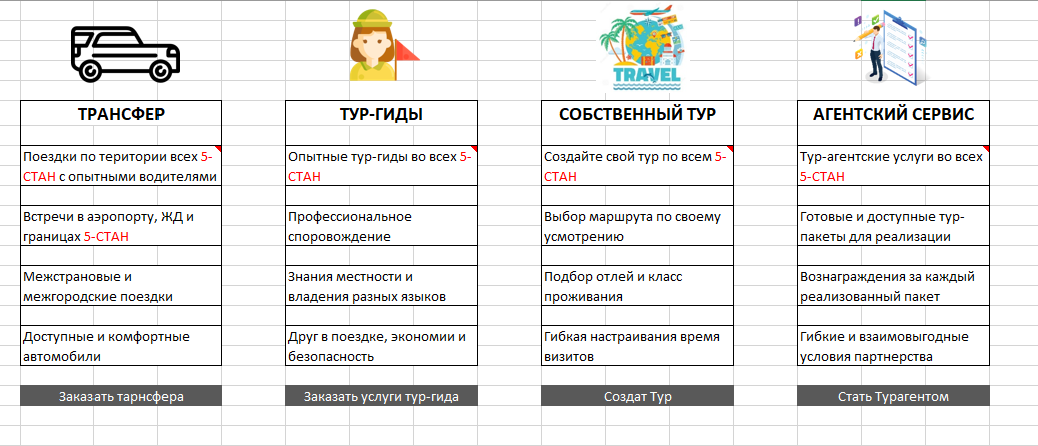 TRAVEL
ТРАНСФЕР
Поездки по територии всех 5-
СТАН с опытными водителями
Встречи в аэропорту, ЖД и
границах 5-СТАН
Межстрановые и
межгородские поездки
Доступные и комфортные
автомобили
Заказать тарнсфера
ТУР-ГИДЫ
Опытные тур-гиды во всех 5-
СТАН
Профессиональное
споровождение
Знания местности и
владения разных языков
Друг в поездке, экономии и
безопасность
Заказать услуги тур-гида
СОБСТВЕННЫЙ ТУР
Создайте свой тур по всем 5-
СТАН
Выбор маршрута по своему
усмотрению
Подбор отлей и класс
проживания
Гибкая настраивания время
визитов
Создат Тур
АГЕНТСКИЙ СЕРВИС
Тур-агентские услуги во всех
5-СТАН
Готовые и доступные тур-
пакеты для реализации
Вознаграждения за каждый
реализованный пакет
Гибкие и взаимовыгодные
условия партнерства
Стать Турагентом